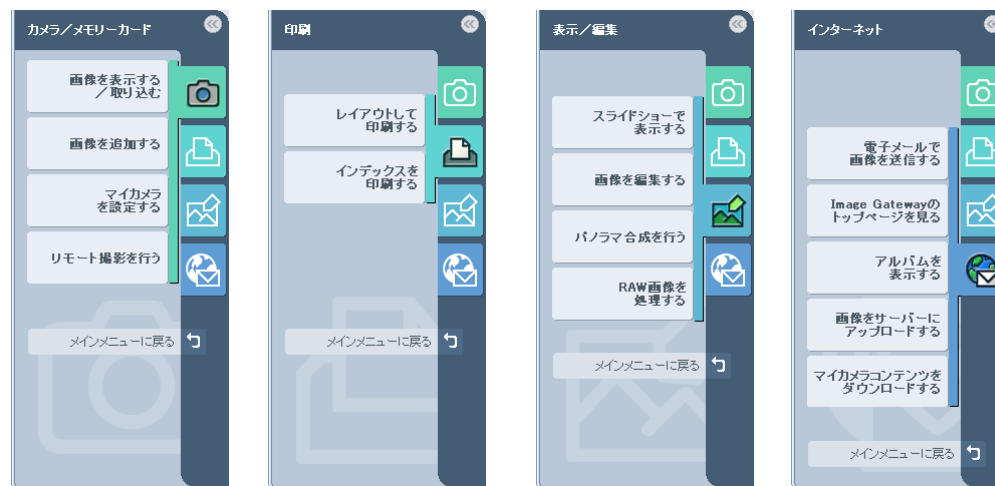 カメラ／メモリーカード
画像を表示する
／取り込む
画像を追加する
マイカメラ
を設定する
リモート撮影を行う
メインメニューに戻る
印刷
レイアウトして
印刷する
インデックスを
印刷する
メインメニューに戻る
表示／編集
スライドショーで
表示する
画像を編集する
パノラマ合成を行う
RAW画像を
処理する
メインメニューに戻る
インターネット
電子メールで
画像を送信する
Image Gatewayの
トップページを見る
アルバムを
表示する
画像をサーバーに
アップロードする
マイカメラコンテンツを
ダウンロードする
メインメニューに戻る